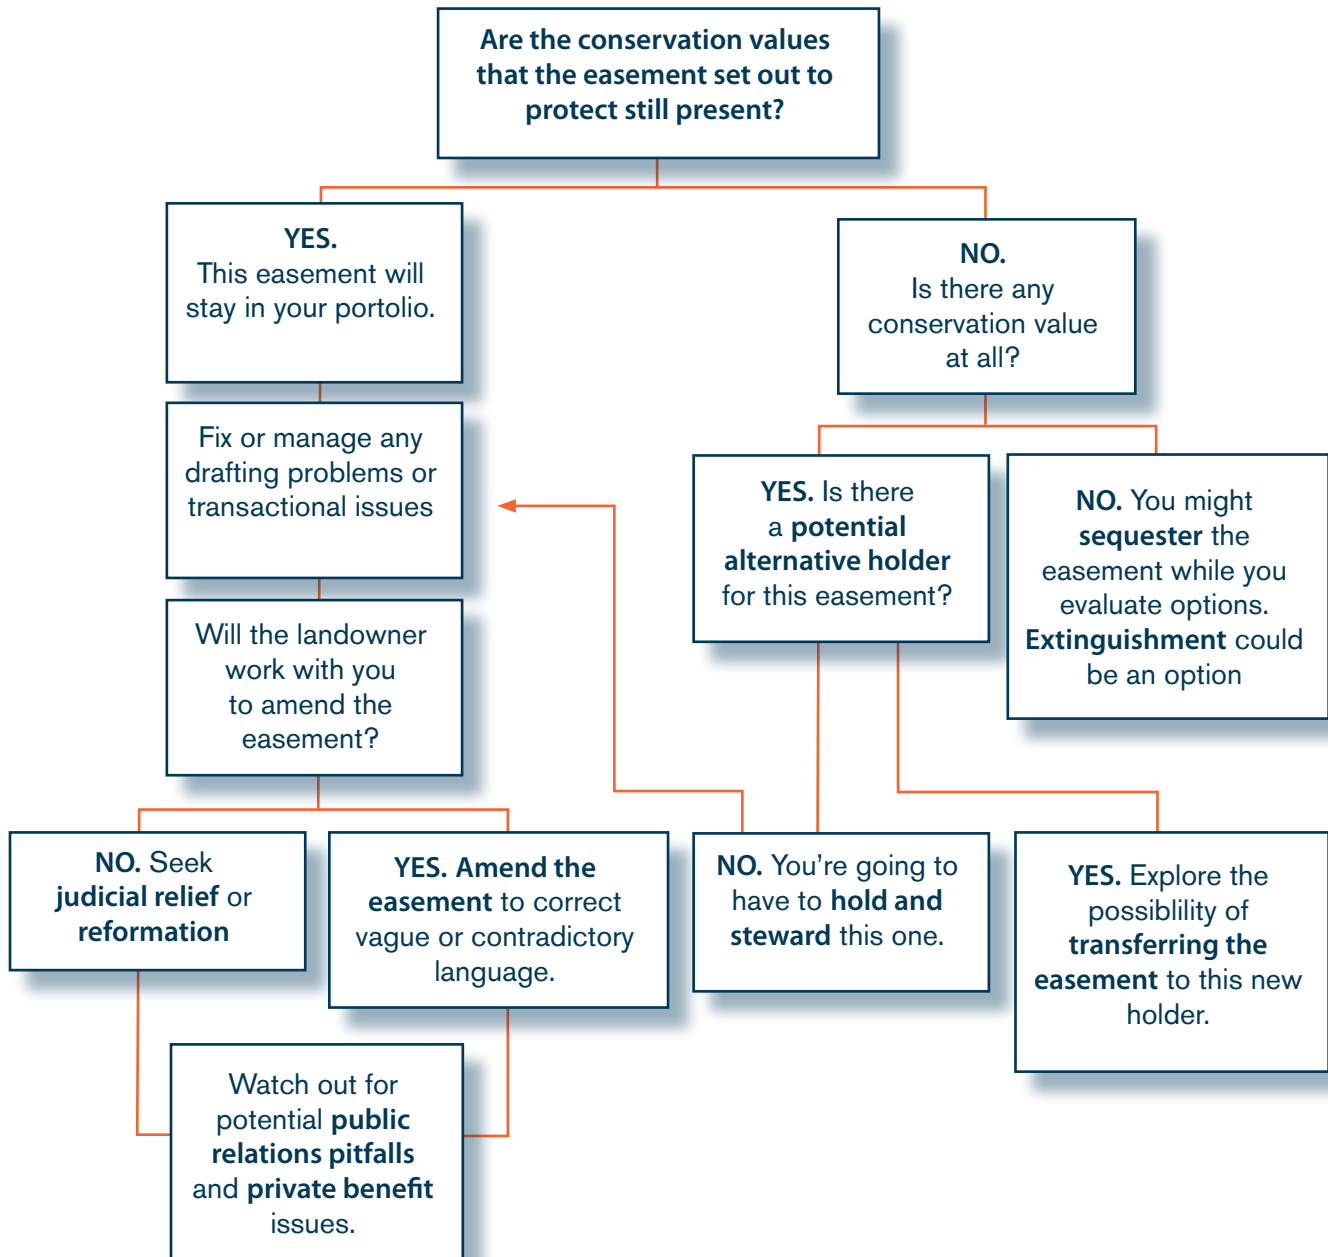 Are the conservation values
that the easement set out to
protect still present?
YES.
This easement will
stay in your portolio.
NO.
Is there any
conservation value
at all?
Fix or manage any
drafting problems or
transactional issues
YES. Is there
a potential
alternative holder
for this easement?
NO. You might
sequester the
easement while you
evaluate options.
Extinguishment could
be an option
Will the landowner
work with you
to amend the
easement?
NO. Seek
judicial relief or
reformation
YES. Amend the
easement to correct
vague or contradictory
language.
NO. You're going to
have to hold and
steward this one.
YES. Explore the
possiblility of
transferring the
easement to this new
holder.
Watch out for
potential public
relations pitfalls
and private benefit
issues.